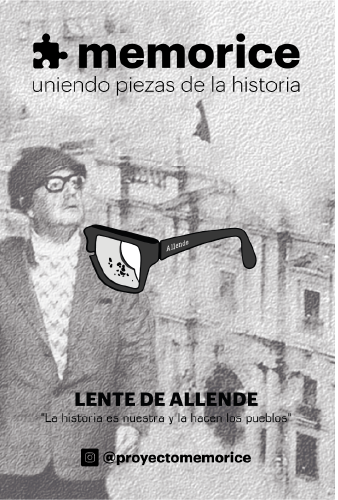 memorice
uniendo piezas de la historia
Allende
LENTE DE ALLENDE
"La historia es nuestra y la hacen los pueblos"
@proyectomemorice